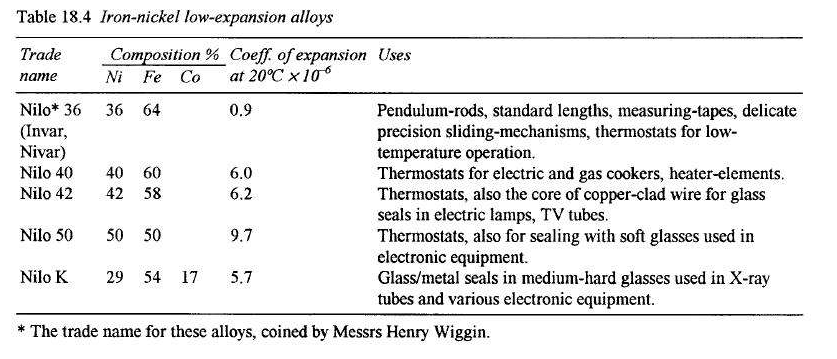 Table 18.4 Iron-nickel low-expansion alloys
Trade Composition % Coeff. of expansion Uses
name Ni Fe Co at 20°C ×10⁻⁶
Nilo* 36 36 64 0.9 Pendulum-rods, standard lengths, measuring-tapes, delicate
(Invar, precision sliding-mechanisms, thermostats for low-
Nivar) temperature operation.
Nilo 40 40 60 6.0 Thermostats for electric and gas cookers, heater-elements.
Nilo 42 42 58 6.2 Thermostats, also the core of copper-clad wire for glass
seals in electric lamps, TV tubes.
Nilo 50 50 50 9.7 Thermostats, also for sealing with soft glasses used in
electronic equipment.
Nilo K 29 54 17 5.7 Glass/metal seals in medium-hard glasses used in X-ray
tubes and various electronic equipment.
* The trade name for these alloys, coined by Messrs Henry Wiggin.